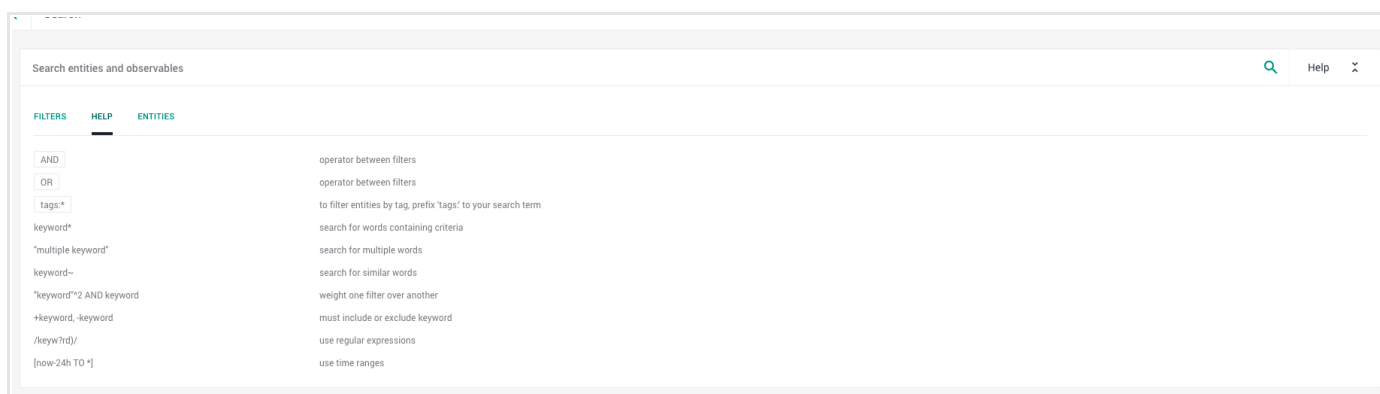 Search entities and observables
Help
FILTERS HELP ENTITIES
AND operator between filters
OR operator between filters
tags:* to filter entities by tag, prefix 'tags:' to your search term
keyword* search for words containing criteria
"multiple keyword" search for multiple words
keyword~ search for similar words
"keyword"^2 AND keyword weight one filter over another
+keyword, -keyword must include or exclude keyword
/keyw?rd)/ use regular expressions
[now-24h TO *] use time ranges